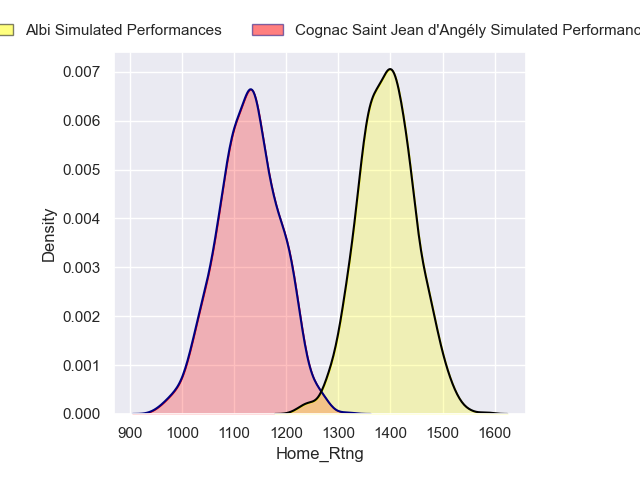 Albi Simulated Performances
Cognac Saint Jean d'Angély Simulated Performanc
0.007
0.006
0.005
0.004
0.003
0.002
0.001
0.000
Density
900 1000 1100 1200 1300 1400 1500 1600
Home_Rtng